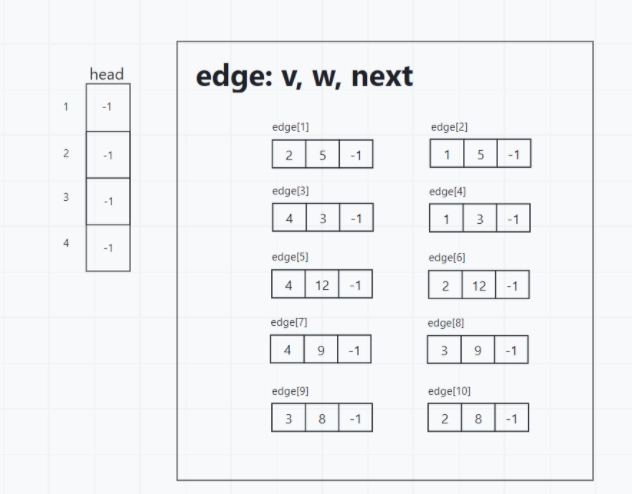 head
1 -1
2 -1
3 -1
4 -1
edge: v, w, next
edge[1] edge[2]
2 5 -1 1 5 -1
edge[3] edge[4]
4 3 -1 1 3 -1
edge[5] edge[6]
4 12 -1 2 12 -1
edge[7] edge[8]
4 9 -1 3 9 -1
edge[9] edge[10]
3 8 -1 2 8 -1